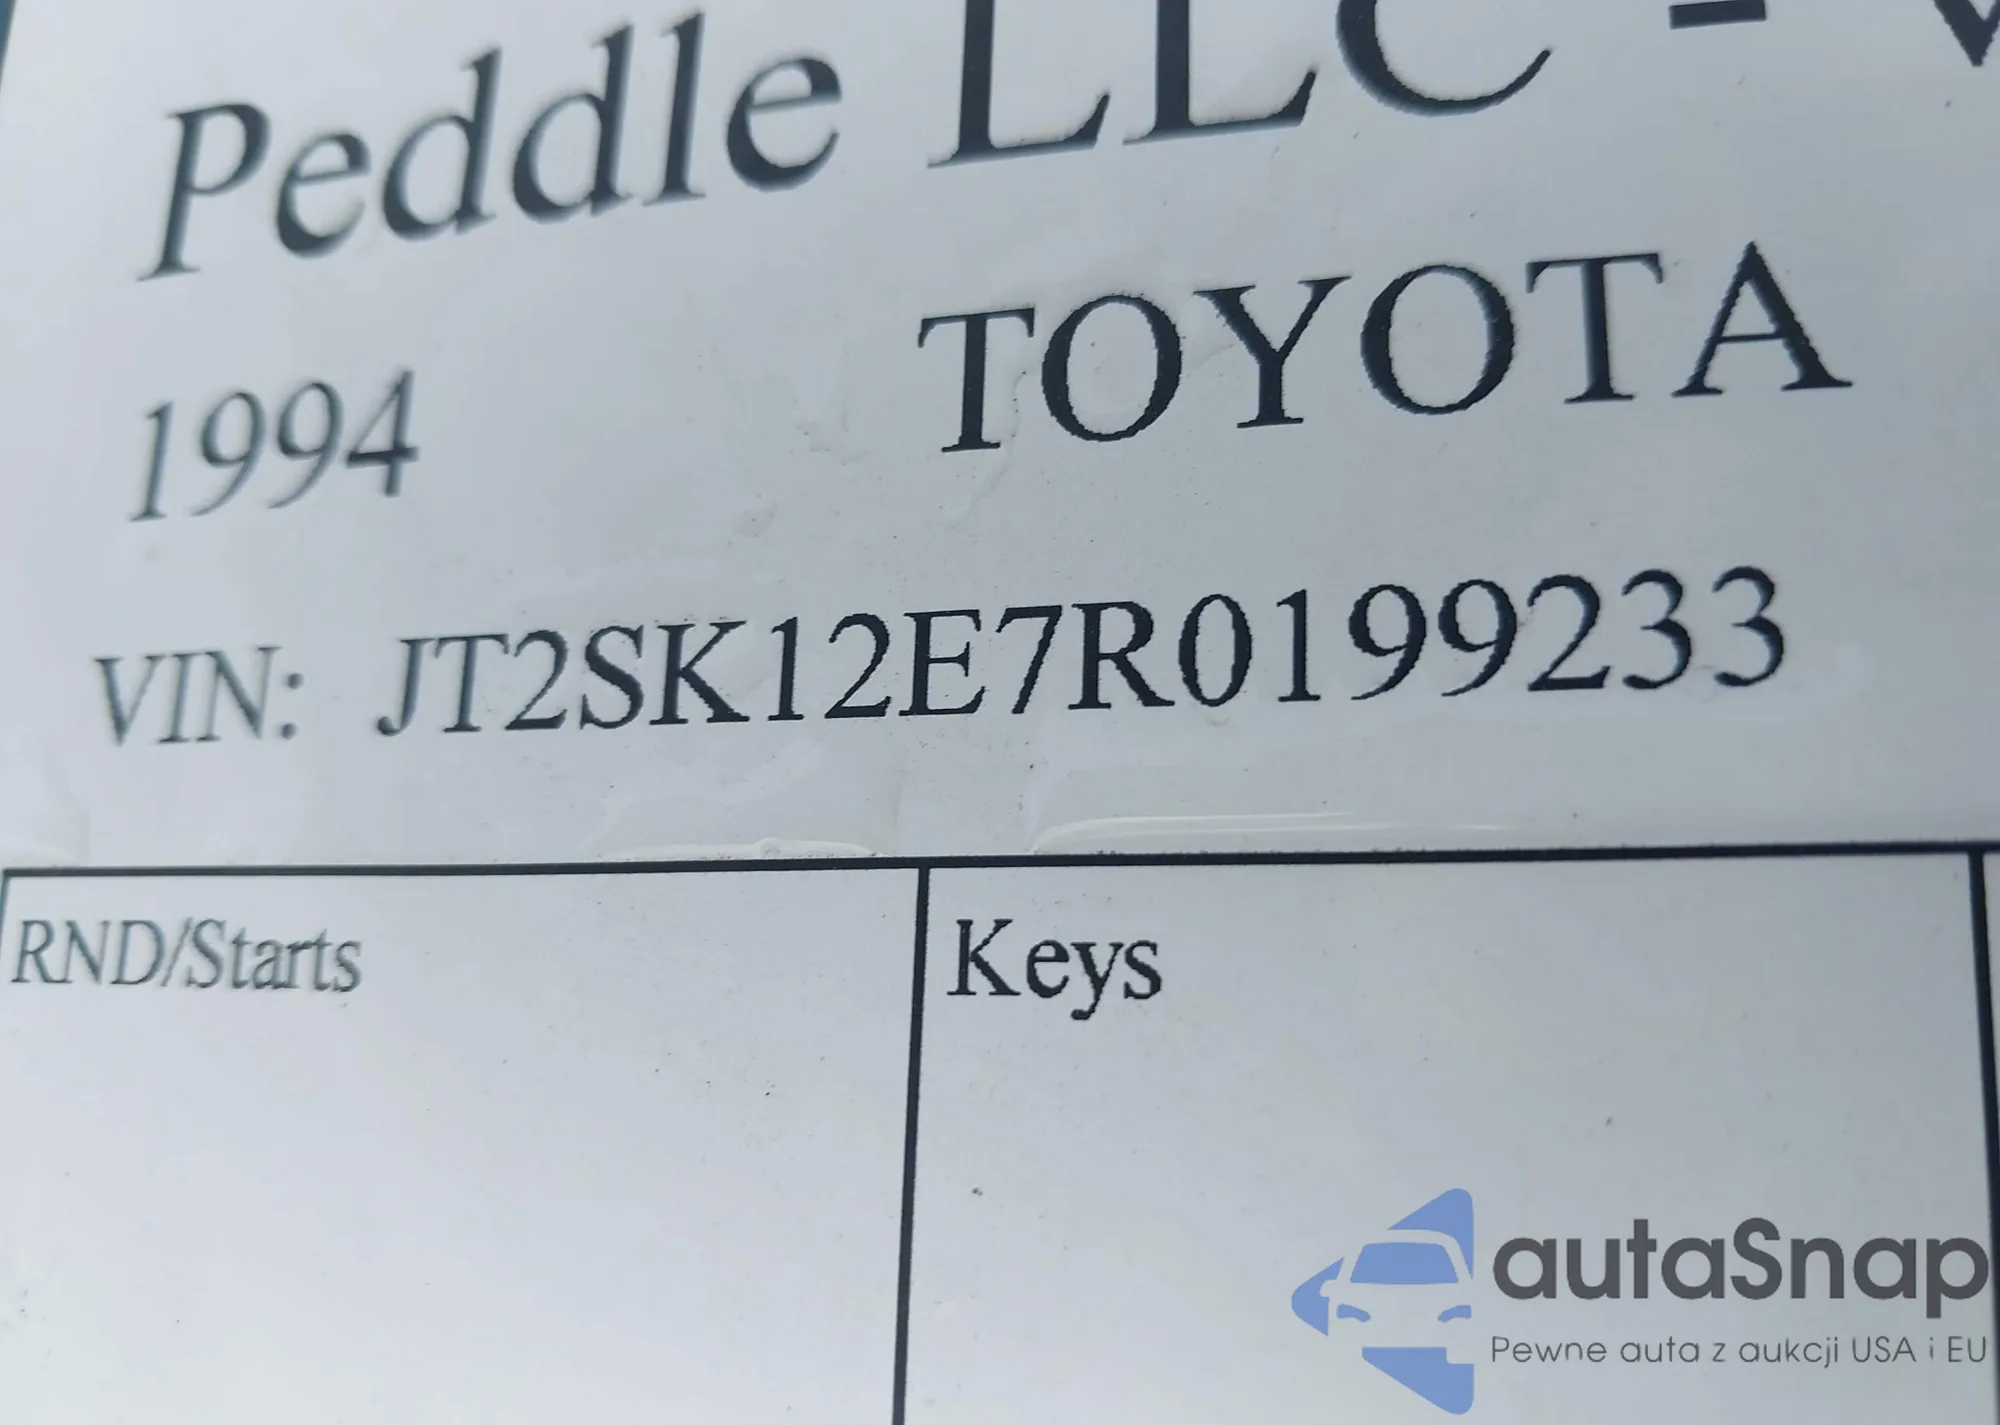 Peddle LLC -
1994 TOYOTA
VIN: JT2SK12E7R0199233
RND/Starts Keys
autaSnap
Pewne auta z aukcji USA i EU